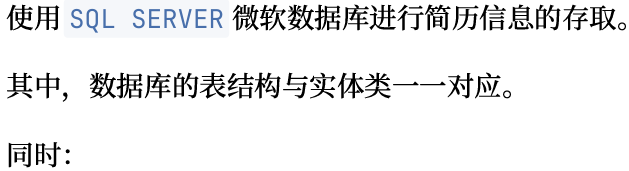 使用 SQL SERVER 微软数据库进行简历信息的存取。
其中，数据库的表结构与实体类一一对应。
同时：